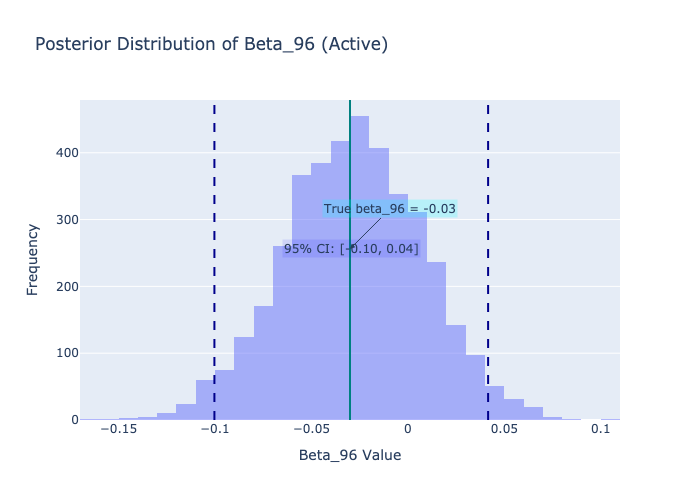 Posterior Distribution of Beta_96 (Active)
400
300
200
100
0
Frequency
True beta_96 = -0.03
95% CI: [-0.10, 0.04]
−0.15
−0.1
−0.05
0
0.05
0.1
Beta_96 Value